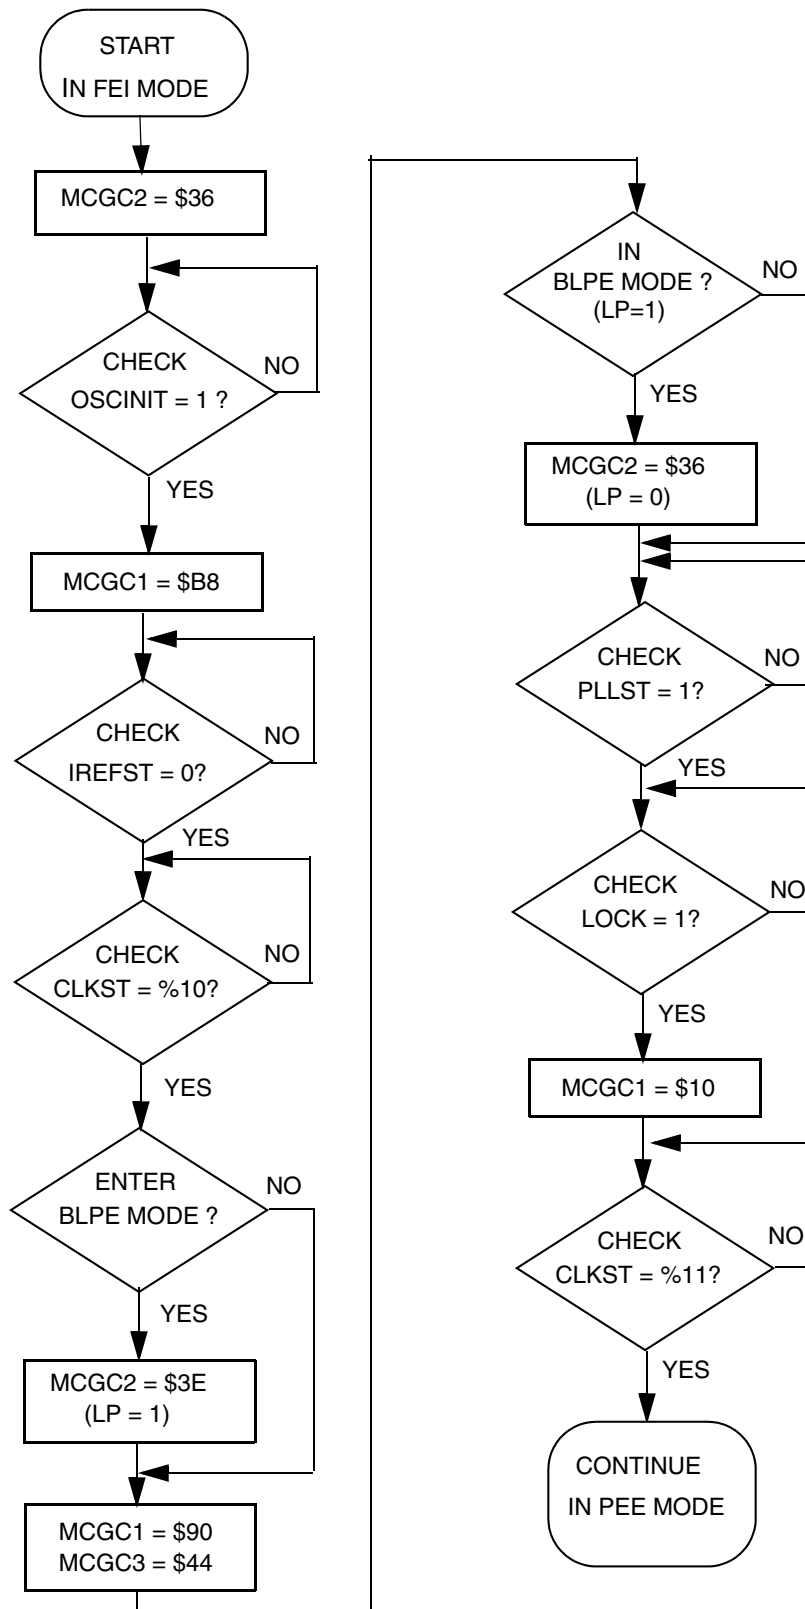 START
IN FEI MODE
MCGC2 = $36
CHECK
OSCINIT = 1 ?
NO
YES
MCGC1 = $B8
CHECK
IREFST = 0?
NO
YES
CHECK
CLKST = %10?
NO
YES
ENTER
BLPE MODE ?
NO
YES
MCGC2 = $3E
(LP = 1)
MCGC1 = $90
MCGC3 = $44
IN
BLPE MODE ?
(LP=1)
NO
YES
MCGC2 = $36
(LP = 0)
CHECK
PLLST = 1?
NO
YES
CHECK
LOCK = 1?
NO
YES
MCGC1 = $10
CHECK
CLKST = %11?
NO
YES
CONTINUE
IN PEE MODE